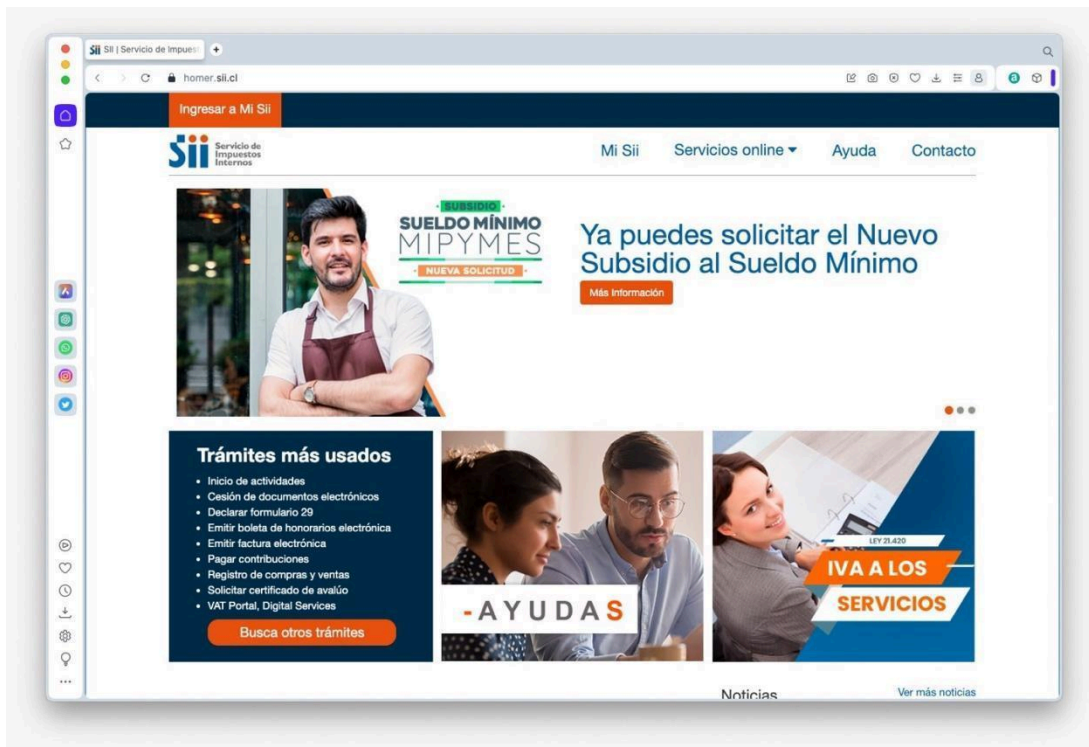 Sii SII | Servicio de Impues
homer.sii.cl
Ingresar a Mi Sii
Sii Servicio de
Impuestos
Internos
Mi Sii Servicios online Ayuda Contacto
· SUBSIDIO ·
SUELDO MÍNIMO
MIPYMES
· NUEVA SOLICITUD ·
Ya puedes solicitar el Nuevo
Subsidio al Sueldo Mínimo
Más Información
Trámites más usados
• Inicio de actividades
• Cesión de documentos electrónicos
• Declarar formulario 29
• Emitir boleta de honorarios electrónica
• Emitir factura electrónica
• Pagar contribuciones
• Registro de compras y ventas
• Solicitar certificado de avalúo
• VAT Portal, Digital Services
Busca otros trámites
-AYUDAS
LEY 21.420
IVA A LOS
SERVICIOS
Noticias
Ver más noticias